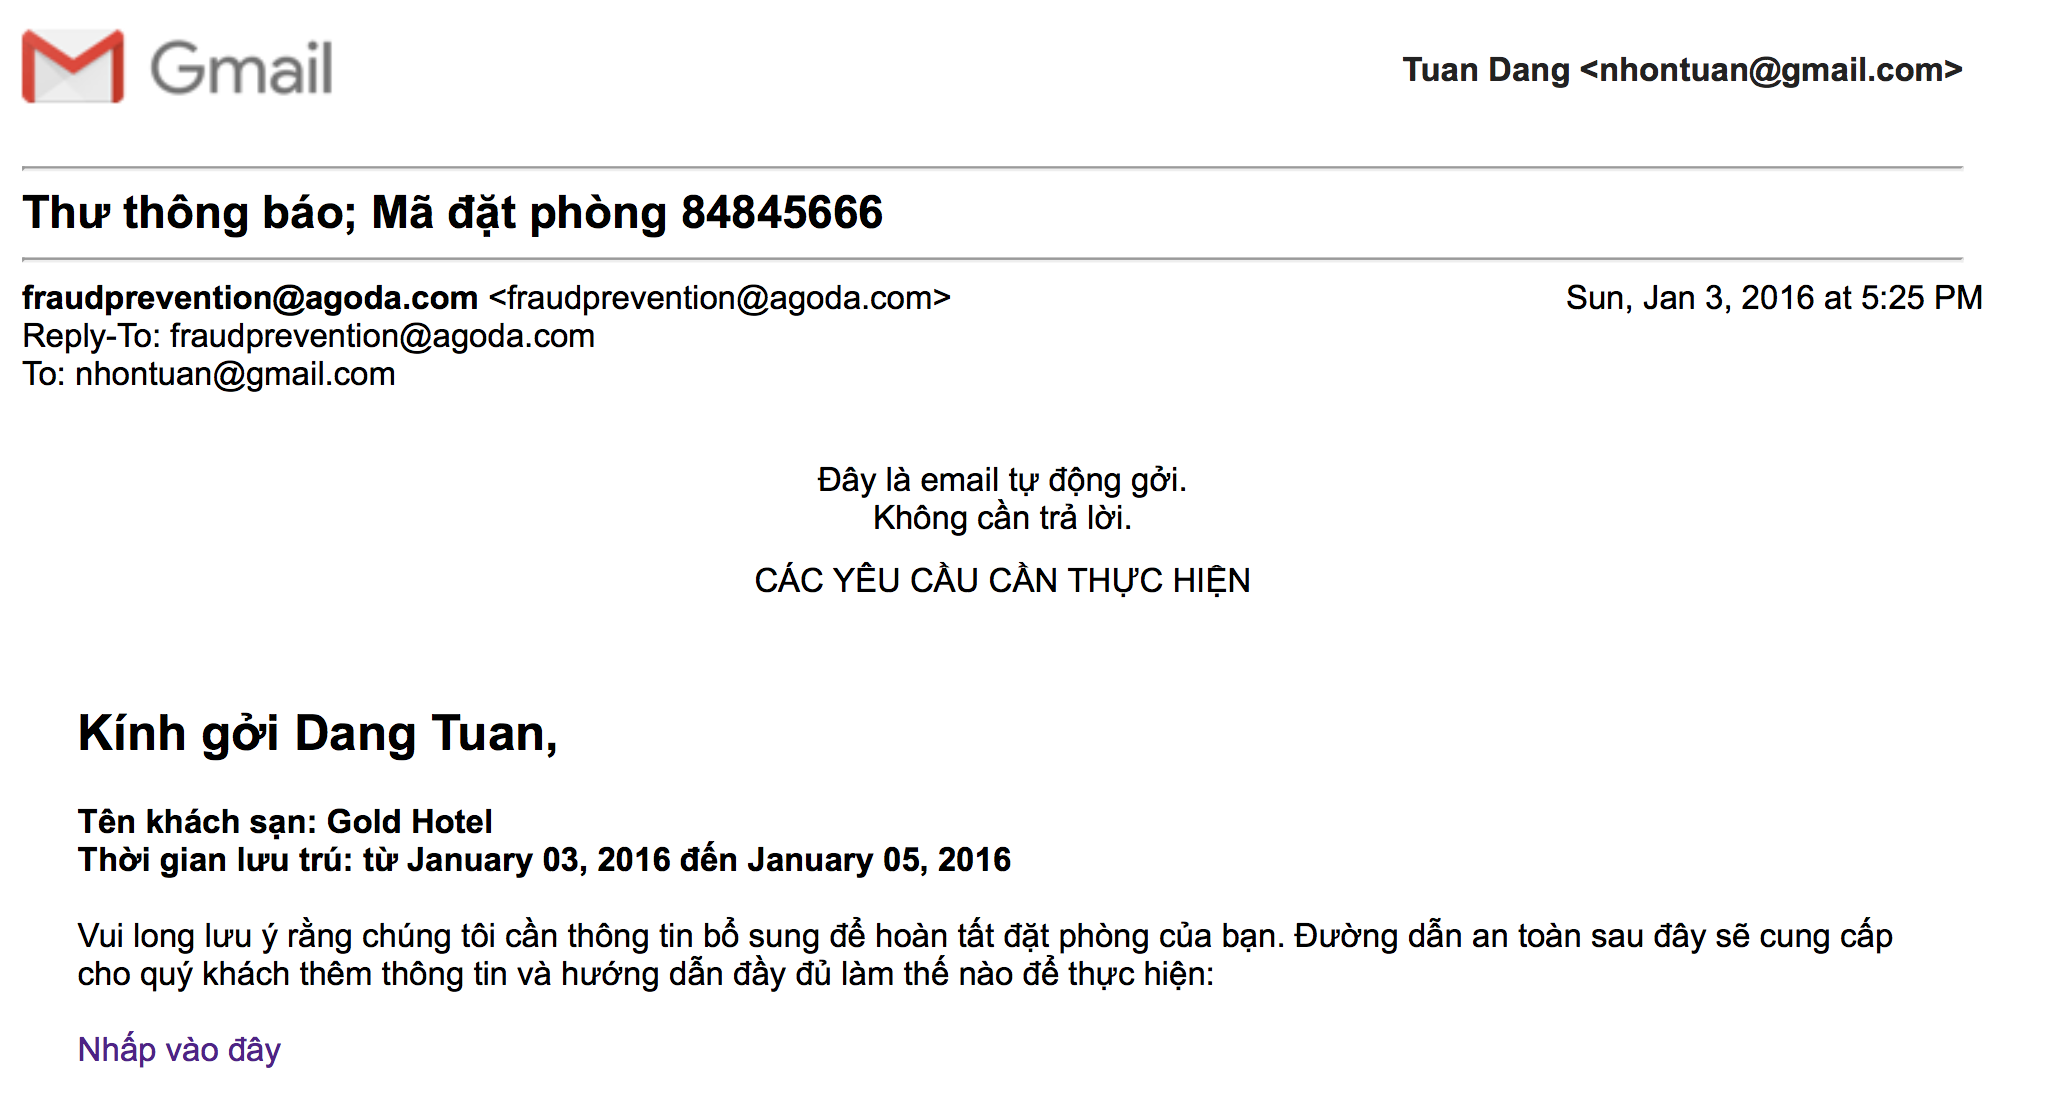 Gmail
Tuan Dang <nhontuan@gmail.com>
Thư thông báo; Mã đặt phòng 84845666
fraudprevention@agoda.com <fraudprevention@agoda.com>
Sun, Jan 3, 2016 at 5:25 PM
Reply-To: fraudprevention@agoda.com
To: nhontuan@gmail.com
Đây là email tự động gởi.
Không cần trả lời.
CÁC YÊU CẦU CẦN THỰC HIỆN
Kính gởi Dang Tuan,
Tên khách sạn: Gold Hotel
Thời gian lưu trú: từ January 03, 2016 đến January 05, 2016
Vui long lưu ý rằng chúng tôi cần thông tin bổ sung để hoàn tất đặt phòng của bạn. Đường dẫn an toàn sau đây sẽ cung cấp
cho quý khách thêm thông tin và hướng dẫn đầy đủ làm thế nào để thực hiện:
Nhấp vào đây